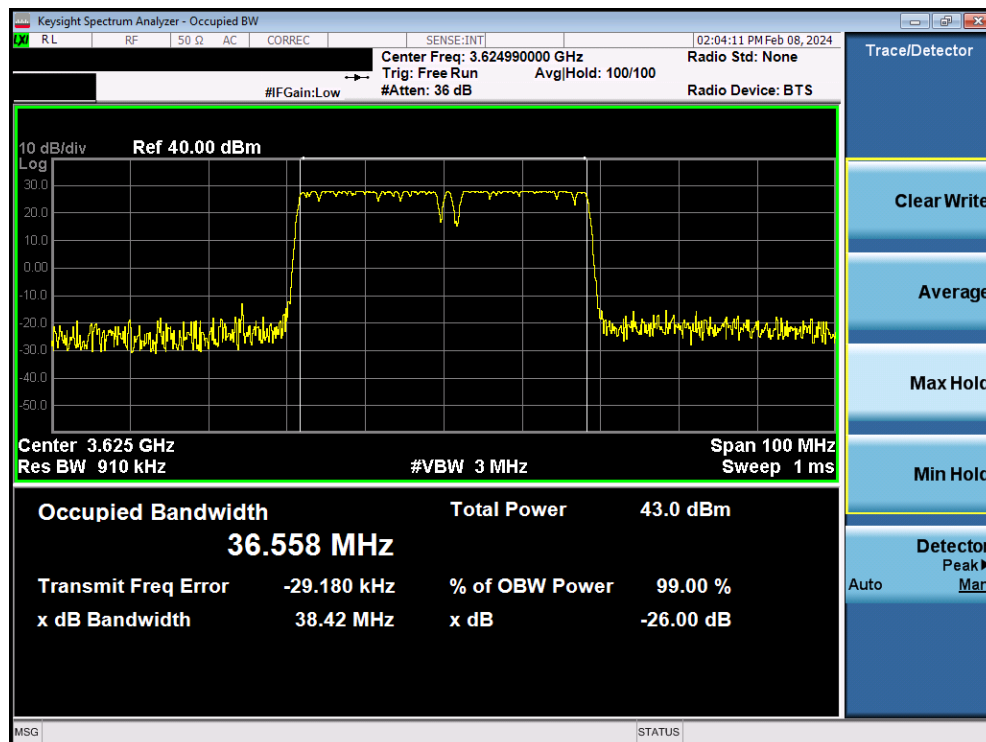 Keysight Spectrum Analyzer - Occupied BW
LXI RL RF 50 Ω AC CORREC SENSE:INT 02:04:11 PM Feb 08, 2024
Center Freq: 3.624990000 GHz Radio Std: None
Trig: Free Run Avg|Hold: 100/100
#IFGain:Low #Atten: 36 dB Radio Device: BTS
10 dB/div Ref 40.00 dBm
Log
30.0
20.0
10.0
0.00
-10.0
-20.0
-30.0
-40.0
-50.0
Center 3.625 GHz Span 100 MHz
Res BW 910 kHz #VBW 3 MHz Sweep 1 ms
Occupied Bandwidth Total Power 43.0 dBm
36.558 MHz
Transmit Freq Error -29.180 kHz % of OBW Power 99.00 %
x dB Bandwidth 38.42 MHz x dB -26.00 dB
MSG STATUS
Trace/Detector
Clear Write
Average
Max Hold
Min Hold
Detector
Peak
Auto Man